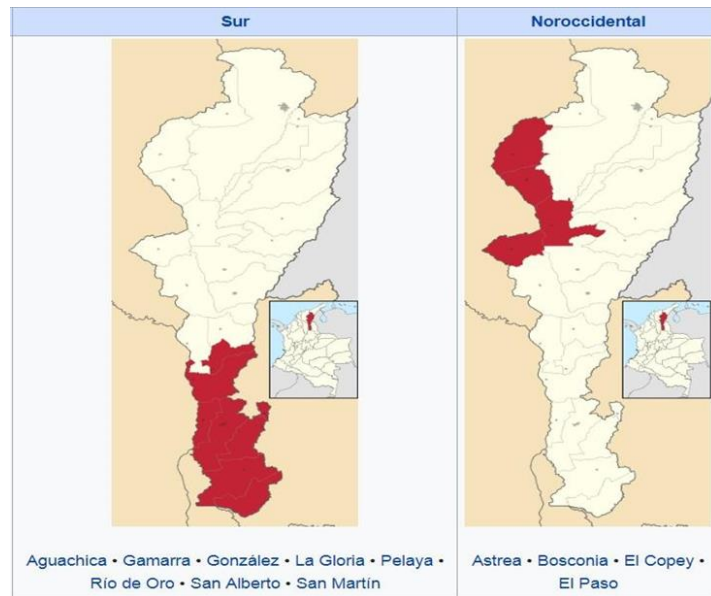 Sur
Noroccidental
Aguachica • Gamarra • González • La Gloria • Pelaya •
Río de Oro • San Alberto • San Martín
Astrea • Bosconia • El Copey •
El Paso